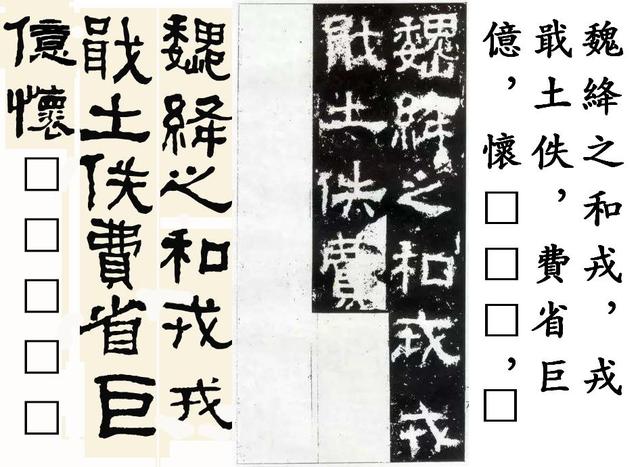 魏絳之和戎，戎
戢土佚，費省巨
億，懷□□□，□
魏絳之和戎戎
戢土佚費
魏絳之和戎戎
戢土佚費省巨
億懷□□□□□